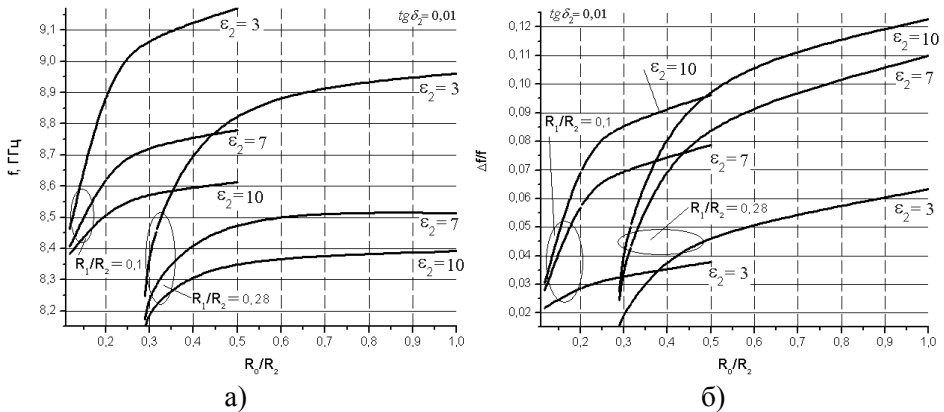 а)
tgδ₂=0,01
f, ГГц
9,1
9,0
8,9
8,8
8,7
8,6
8,5
8,4
8,3
8,2
ε₂= 3
ε₂= 3
ε₂= 7
ε₂= 10
ε₂= 7
ε₂= 10
R₁/R₂=0,1
R₁/R₂=0,28
0,2 0,3 0,4 0,5 0,6 0,7 0,8 0,9 1,0
R₀/R₂
а)
б)
tgδ₂=0,01
Δf/f
0,12
0,11
0,10
0,09
0,08
0,07
0,06
0,05
0,04
0,03
0,02
ε₂= 10
ε₂= 10
ε₂= 7
R₁/R₂=0,1
ε₂= 7
R₁/R₂=0,28
ε₂= 3
ε₂= 3
0,1 0,2 0,3 0,4 0,5 0,6 0,7 0,8 0,9 1,0
R₀/R₂
б)